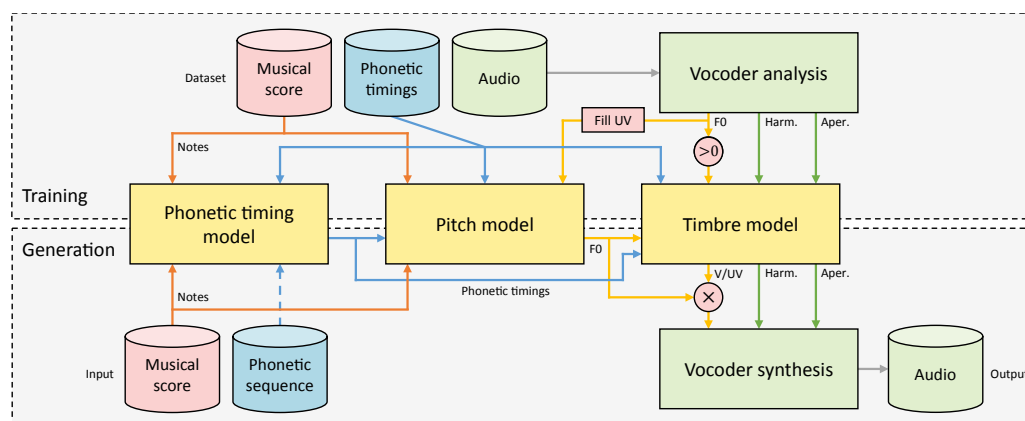 Dataset
Musical
score
Phonetic
timings
Audio
Vocoder analysis
Fill UV
F0
Harm.
Aper.
>0
Notes
Training
Phonetic timing
model
Pitch model
Timbre model
Generation
F0
V/UV
Harm.
Aper.
Phonetic timings
Notes
×
Input
Musical
score
Phonetic
sequence
Vocoder synthesis
Audio
Output